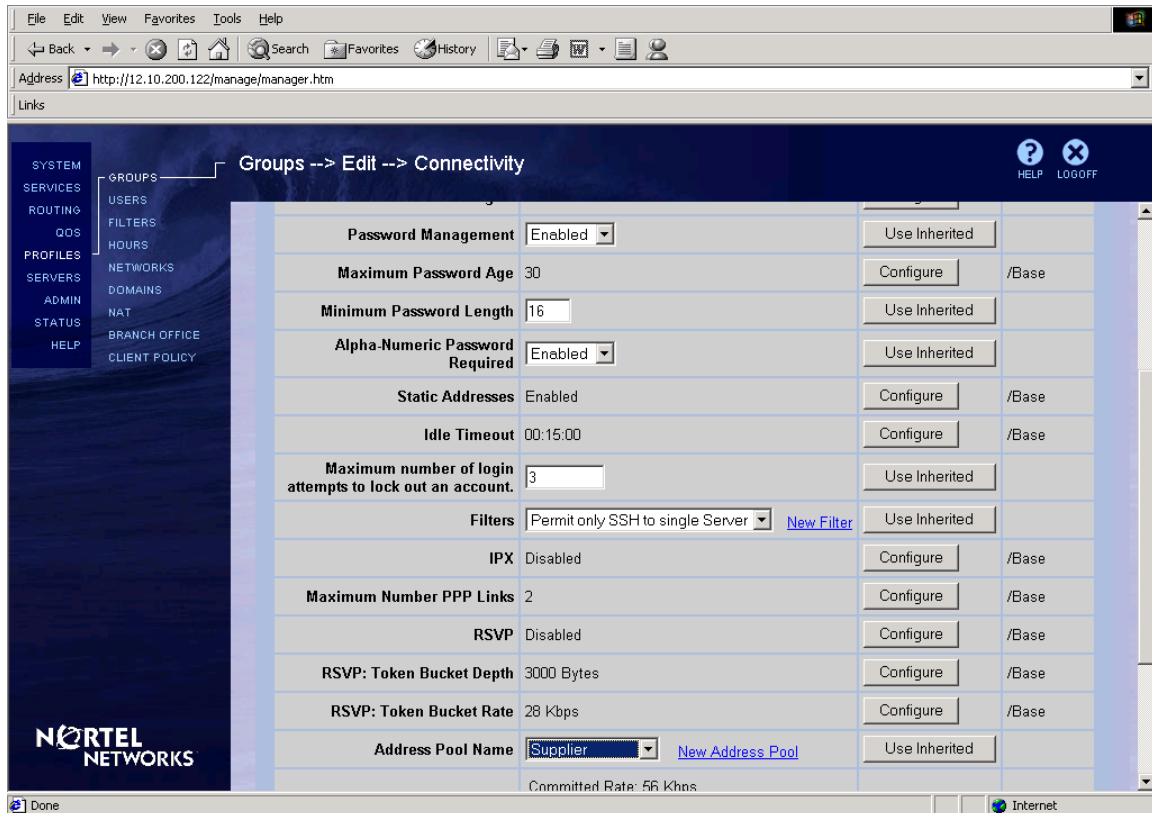 File Edit View Favorites Tools Help
Back Search Favorites History
Address http://12.10.200.122/manage/manager.htm
Links
SYSTEM
SERVICES
ROUTING
QOS
PROFILES
SERVERS
ADMIN
STATUS
HELP
GROUPS
USERS
FILTERS
HOURS
NETWORKS
DOMAINS
NAT
BRANCH OFFICE
CLIENT POLICY
Groups --> Edit --> Connectivity
HELP LOGOFF
Password Management Enabled Use Inherited
Maximum Password Age 30 Configure /Base
Minimum Password Length 16 Use Inherited
Alpha-Numeric Password
Required Enabled Use Inherited
Static Addresses Enabled Configure /Base
Idle Timeout 00:15:00 Configure /Base
Maximum number of login
attempts to lock out an account. 3 Use Inherited
Filters Permit only SSH to single Server New Filter Use Inherited
IPX Disabled Configure /Base
Maximum Number PPP Links 2 Configure /Base
RSVP Disabled Configure /Base
RSVP: Token Bucket Depth 3000 Bytes Configure /Base
RSVP: Token Bucket Rate 28 Kbps Configure /Base
Address Pool Name Supplier New Address Pool Use Inherited
Committed Rate: 56 Kbps
NORTEL
NETWORKS
Done Internet